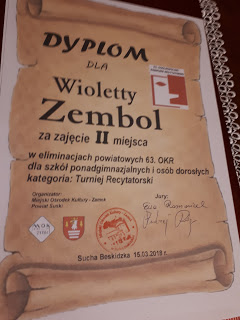 DYPLOM
DLA
Wioletty
Zembol
za zajęcie II miejsca
w eliminacjach powiatowych 63. OKR
dla szkół ponadgimnazjalnych i osób dorosłych
kategoria: Turniej Recytatorski
Organizator:
Miejski Ośrodek Kultury - Zamek
Powiat Suski
Jury:
Sucha Beskidzka 15.03.2018 r.